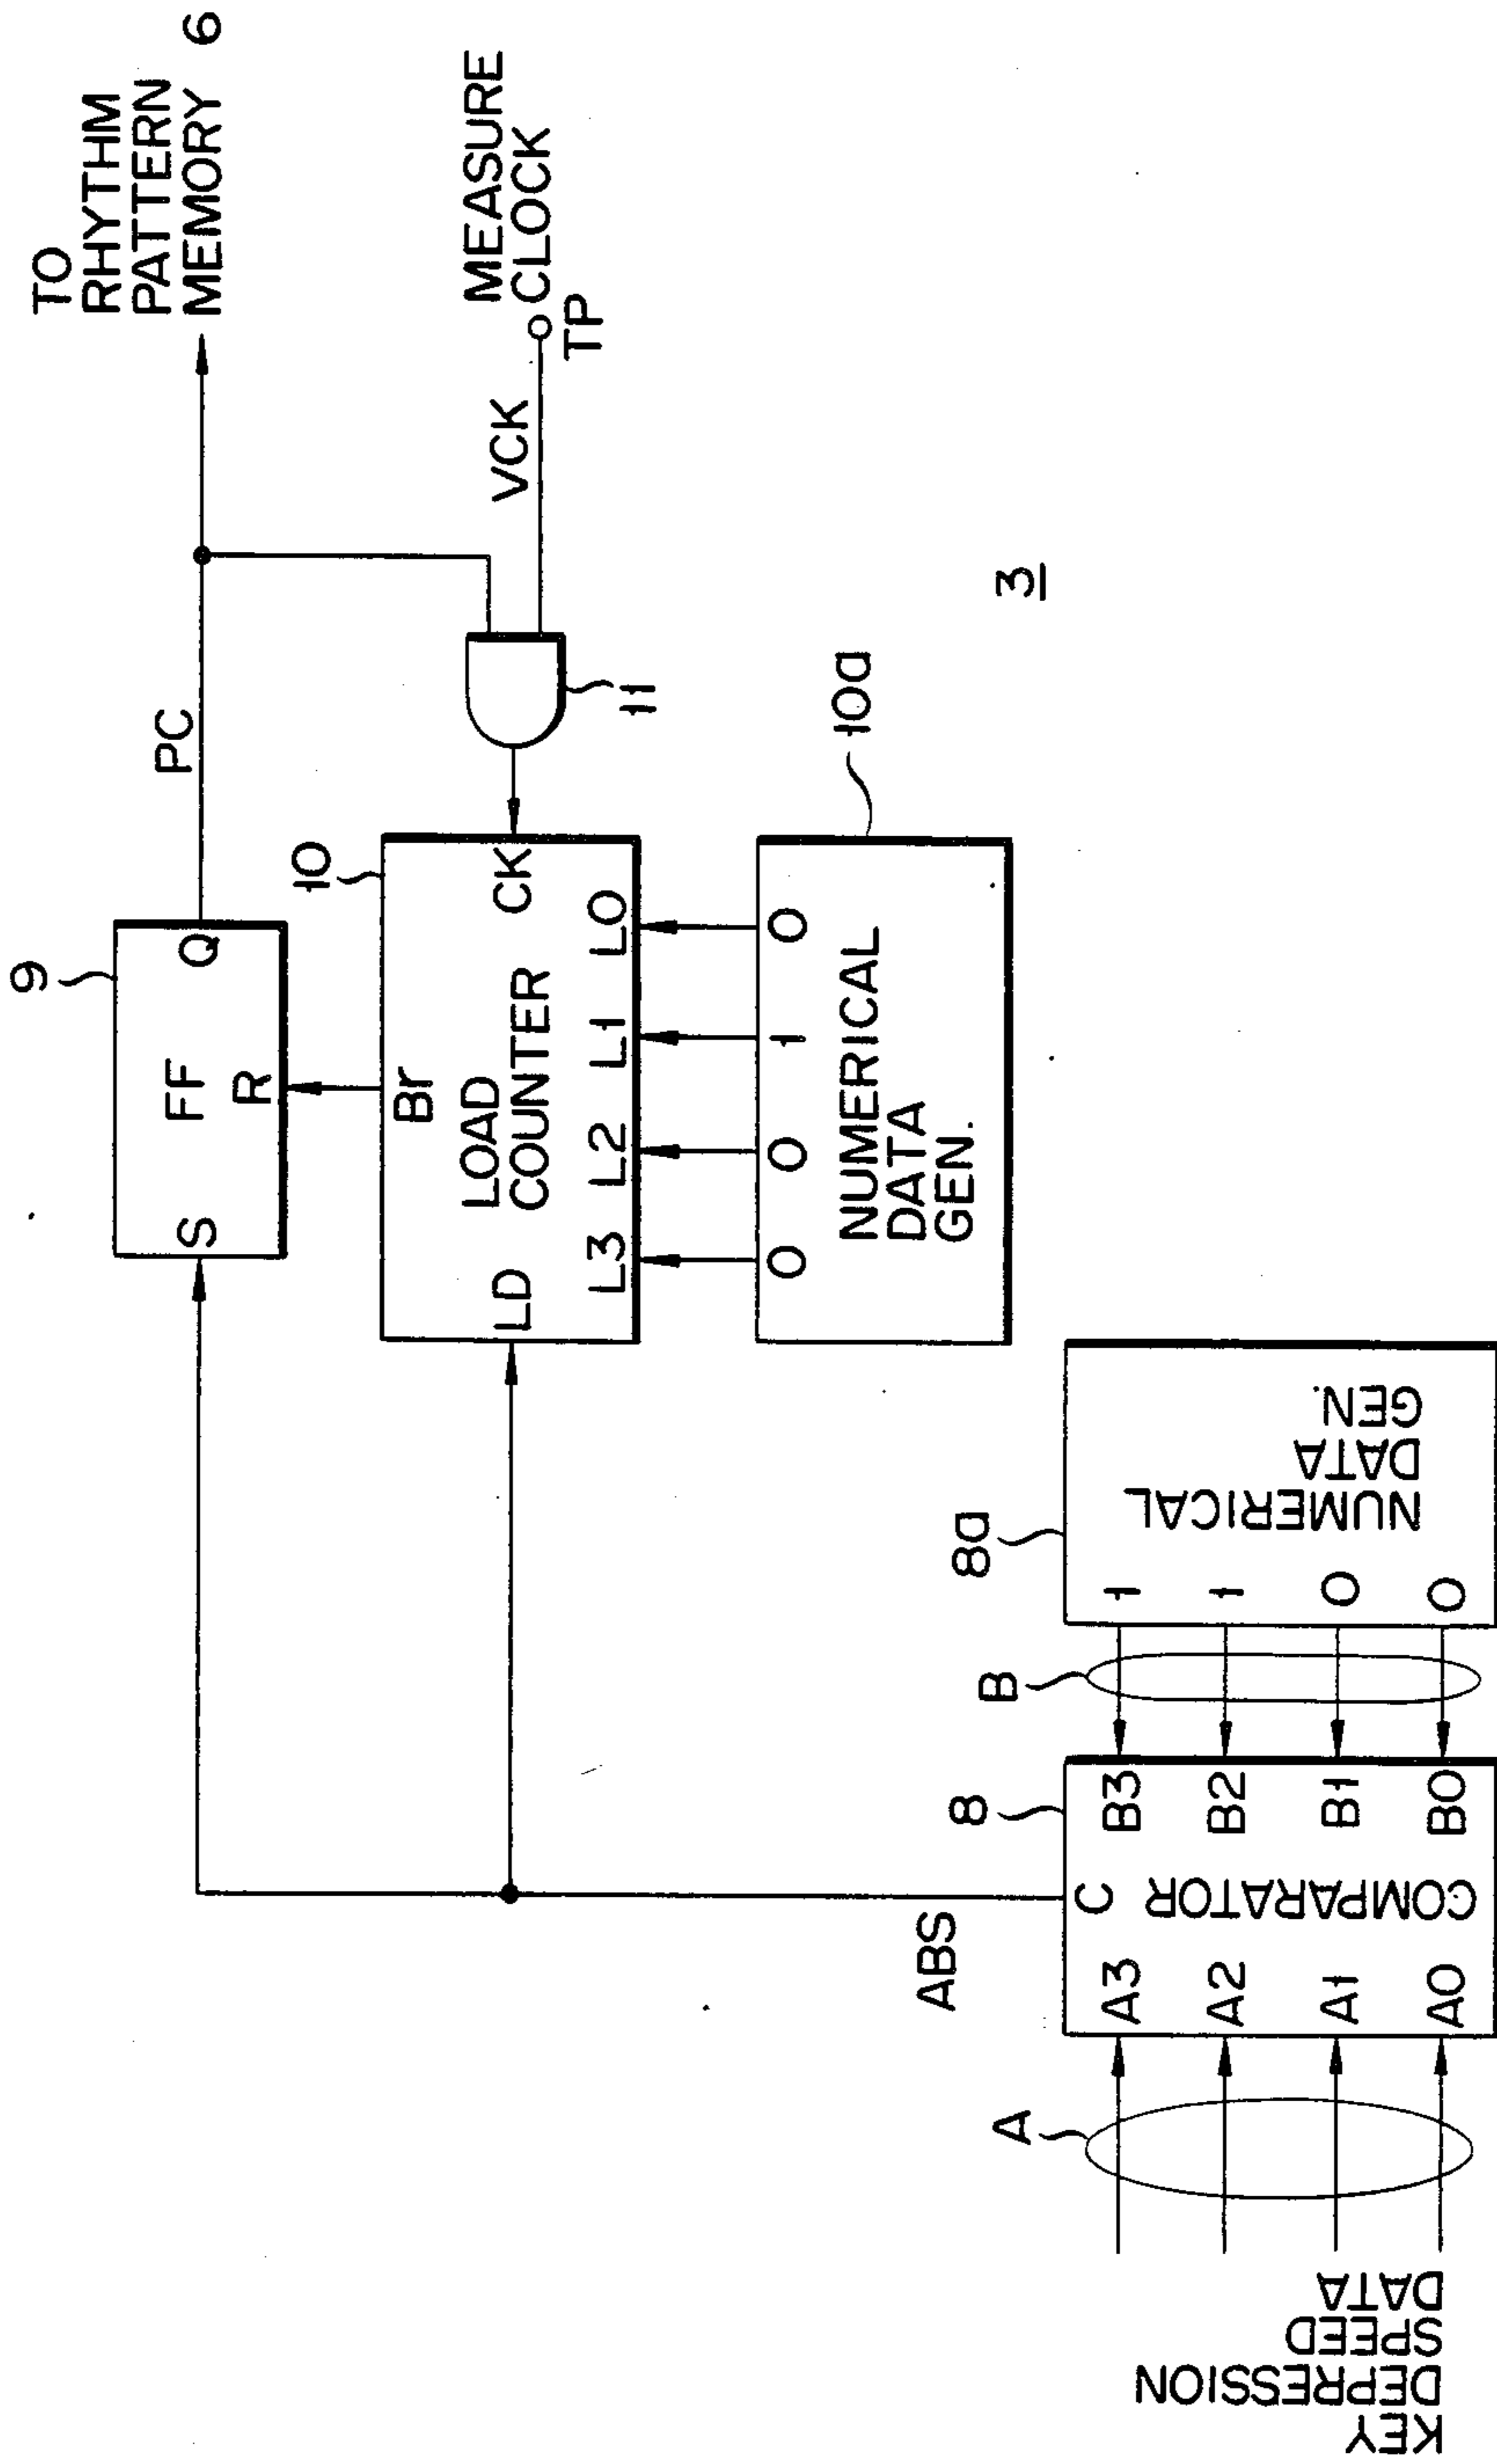 TO
RHYTHM
PATTERN
MEMORY 6
MEASURE
CLOCK
TP
VCK
PC
9
S
FF
Q
R
10
Br
LOAD
COUNTER
LD
CK
L3 L2 L1 L0
11
10a
0 0 1 0
NUMERICAL
DATA
GEN.
3
ABS
8
C
COMPARATOR
A3
A2
A1
A0
B3
B2
B1
B0
A
B
8a
1
1
0
0
NUMERICAL
DATA
GEN.
KEY
DEPRESSION
SPEED
DATA